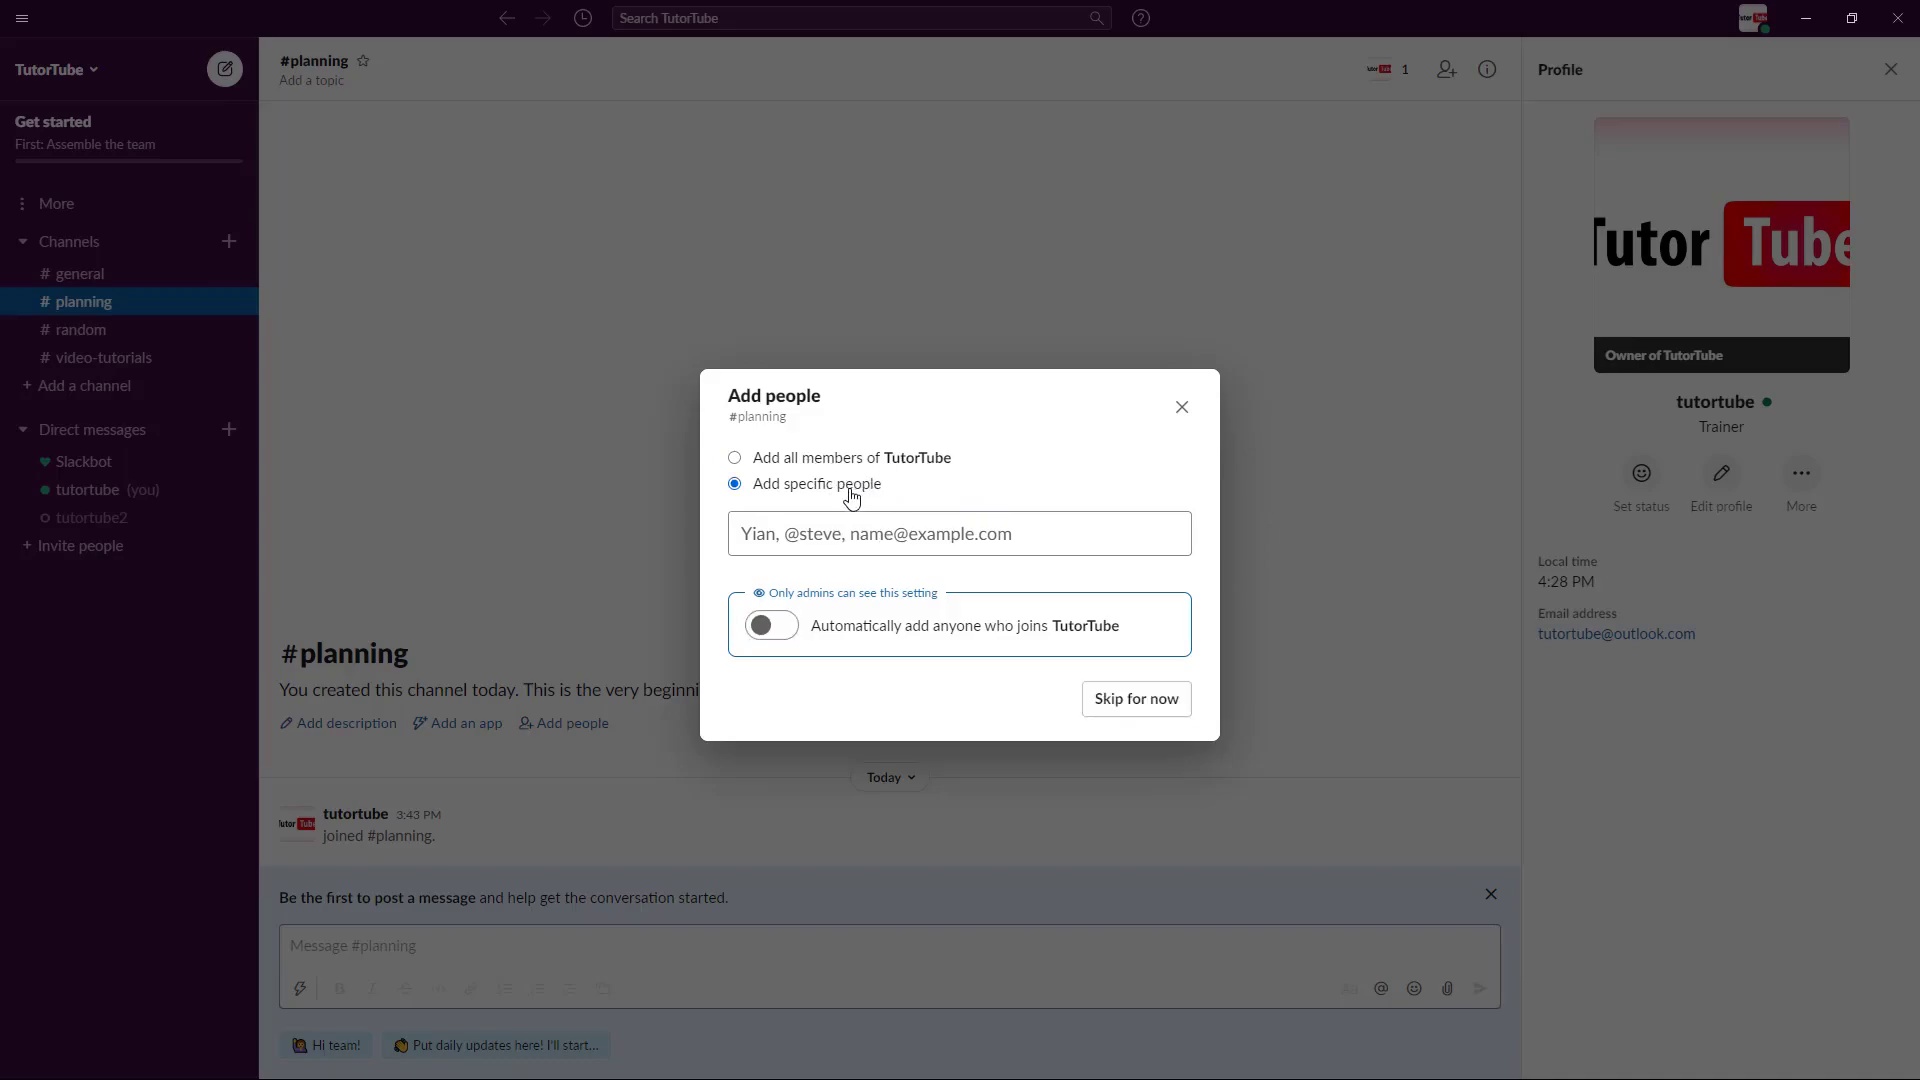 Search TutorTube
TutorTube
Get started
First: Assemble the team
More
Channels
# general
# planning
# random
# video-tutorials
+ Add a channel
Direct messages
Slackbot
tutortube (you)
tutortube2
+ Invite people
#planning
Add a topic
1
#planning
You created this channel today. This is the very beginni
Add description
Add an app
Add people
Today
tutortube 3:43 PM
joined #planning.
Be the first to post a message and help get the conversation started.
Message #planning
Hi team!
Put daily updates here! I'll start...
Add people
#planning
Add all members of TutorTube
Add specific people
Yian, @steve, name@example.com
Only admins can see this setting
Automatically add anyone who joins TutorTube
Skip for now
Profile
Tutor Tube
Owner of TutorTube
tutortube
Trainer
Set status
Edit profile
More
Local time
4:28 PM
Email address
tutortube@outlook.com